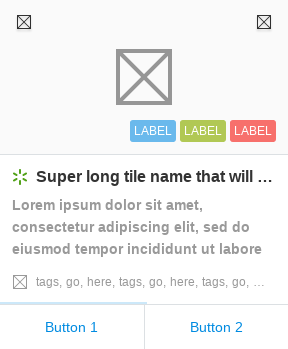 LABEL LABEL LABEL
Super long tile name that will …
Lorem ipsum dolor sit amet,
consectetur adipiscing elit, sed do
eiusmod tempor incididunt ut labore
tags, go, here, tags, go, here, tags, go, …
Button 1 Button 2